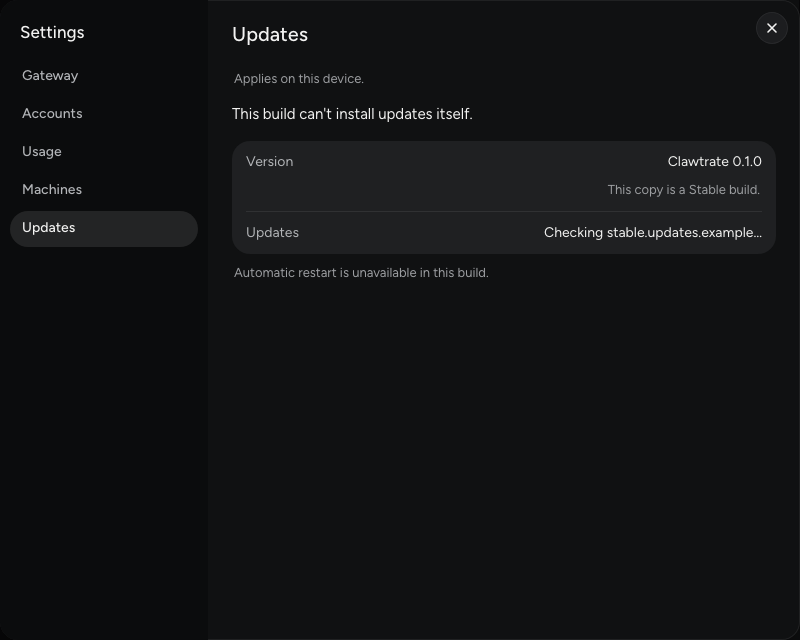 Settings
Gateway
Accounts
Usage
Machines
Updates
Updates
Applies on this device.
This build can't install updates itself.
Version Clawtrate 0.1.0
This copy is a Stable build.
Updates Checking stable.updates.example…
Automatic restart is unavailable in this build.